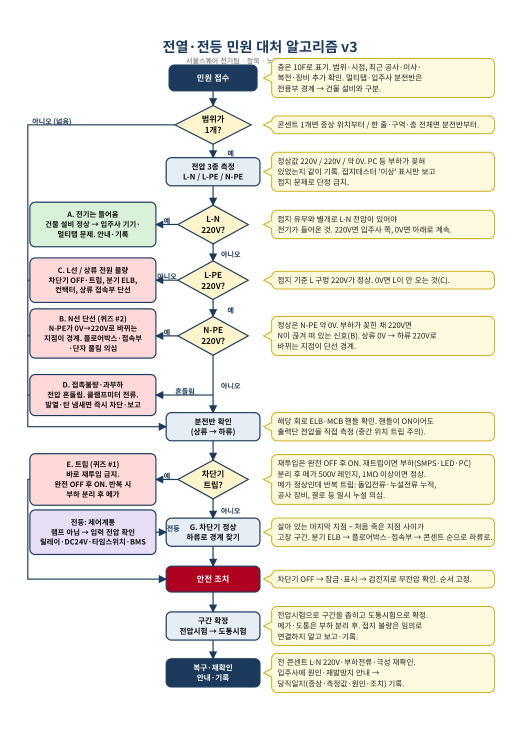 전열·전등 민원 대처 알고리즘 v3
서울스퀘어 전기팀 · 정목 ·
민원 접수
층은 10F로 표기. 범위·시점, 최근 공사·이사·
복전·장비 추가 확인. 멀티탭·입주사 분전반은
전용부 경계 → 건물 설비와 구분.
아니오 (넓음)
범위가
1개?
콘센트 1개면 증상 위치부터 / 한 줄·구역·층 전체면 분전반부터.
예
전압 3종 측정
L-N / L-PE / N-PE
정상값 220V / 220V / 약 0V. PC 등 부하가 꽂혀
있었는지 같이 기록. 접지테스터 '이상' 표시만 보고
접지 문제로 단정 금지.
A. 전기는 들어옴
건물 설비 정상 → 입주사 기기·
멀티탭 문제. 안내·기록
예
L-N
220V?
접지 유무와 별개로 L-N 전압이 있어야
전기가 들어온 것. 220V면 입주사 쪽, 0V면 아래로 계속.
아니오
C. L선 / 상류 전원 불량
차단기 OFF·트립, 분기 ELB,
컨택터, 상류 접속부 단선
아니오
L-PE
220V?
접지 기준 L 구멍 220V가 정상. 0V면 L이 안 오는 것(C).
예
B. N선 단선 (퀴즈 #2)
N-PE가 0V→220V로 바뀌는
지점이 경계. 플로어박스·접속부
·단자 풀림 의심
예
N-PE
220V?
정상은 N-PE 약 0V. 부하가 꽂힌 채 220V면
N이 끊겨 떠 있는 신호(B). 상류 0V → 하류 220V로
바뀌는 지점이 단선 경계.
아니오
D. 접촉불량·과부하
전압 흔들림. 클램프미터 전류.
발열·탄 냄새면 즉시 차단·보고
흔들림
분전반 확인
(상류 → 하류)
해당 회로 ELB·MCB 핸들 확인. 핸들이 ON이어도
출력단 전압을 직접 측정 (중간 위치 트립 주의).
E. 트립 (퀴즈 #1)
바로 재투입 금지.
완전 OFF 후 ON. 반복 시
부하 분리 후 메가
예
차단기
트립?
재투입은 완전 OFF 후 ON. 재트립이면 부하(SMPS·LED·PC)
분리 후 메가 500V 레인지, 1MΩ 이상이면 정상.
메가 정상인데 반복 트립: 돌입전류·누설전류 누적,
공사 장비, 결로 등 일시 누설 의심.
아니오
전등: 제어계통
램프 아님 → 입력 전압 확인
릴레이·DC24V·타임스위치·BMS
전등
G. 차단기 정상
하류로 경계 찾기
살아 있는 마지막 지점 ~ 처음 죽은 지점 사이가
고장 구간. 분기 ELB → 플로어박스·접속부 → 콘센트 순으로 하류로.
안전 조치
차단기 OFF → 잠금·표시 → 검전지로 무전압 확인. 순서 고정.
구간 확정
전압시험 → 도통시험
전압시험으로 구간을 좁히고 도통시험으로 확정.
메가·도통은 부하 분리 후. 접지 불량은 임의로
연결하지 말고 보고·기록.
복구·재확인
안내·기록
전 콘센트 L-N 220V·부하전류·극성 재확인.
입주사에 원인·재발방지 안내 →
당직일지(증상·측정값·원인·조치) 기록.